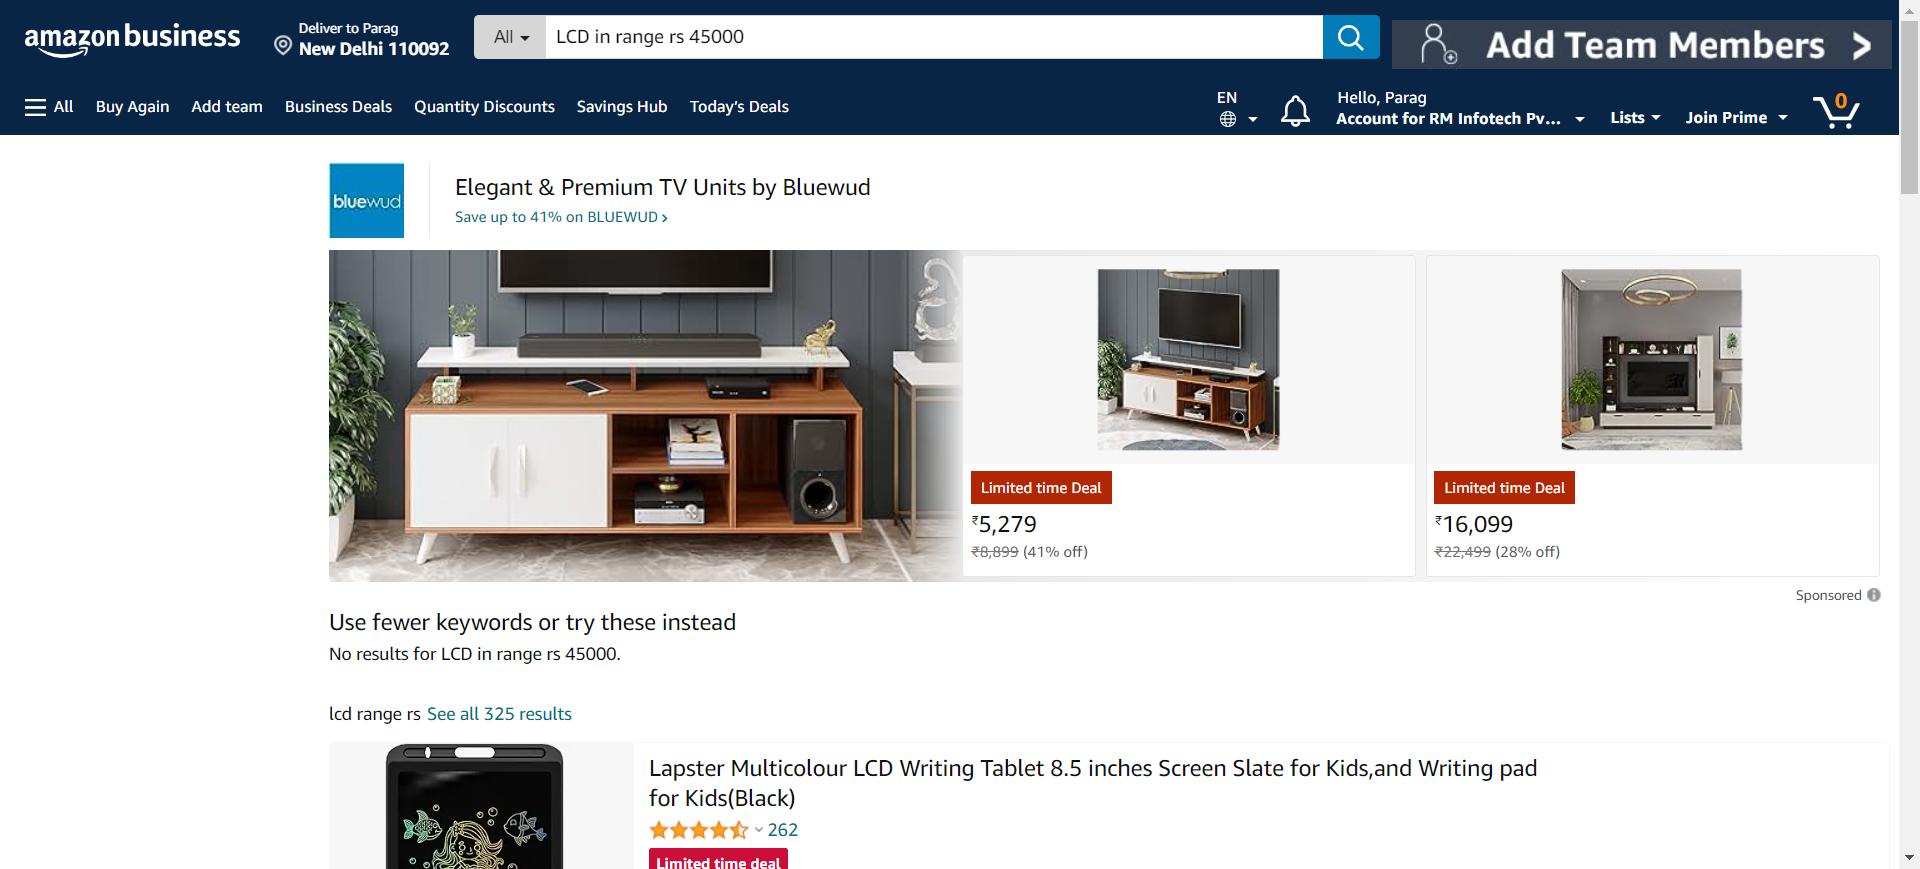 amazon business
Deliver to Parag
New Delhi 110092
All
LCD in range rs 45000
Add Team Members
All
Buy Again
Add team
Business Deals
Quantity Discounts
Savings Hub
Today's Deals
EN
Hello, Parag
Account for RM Infotech Pv...
Lists
Join Prime
0
bluewud
Elegant & Premium TV Units by Bluewud
Save up to 41% on BLUEWUD ›
Limited time Deal
₹5,279
₹8,899 (41% off)
Limited time Deal
₹16,099
₹22,499 (28% off)
Sponsored
Use fewer keywords or try these instead
No results for LCD in range rs 45000.
lcd range rs See all 325 results
Lapster Multicolour LCD Writing Tablet 8.5 inches Screen Slate for Kids,and Writing pad
for Kids(Black)
262
Limited time deal